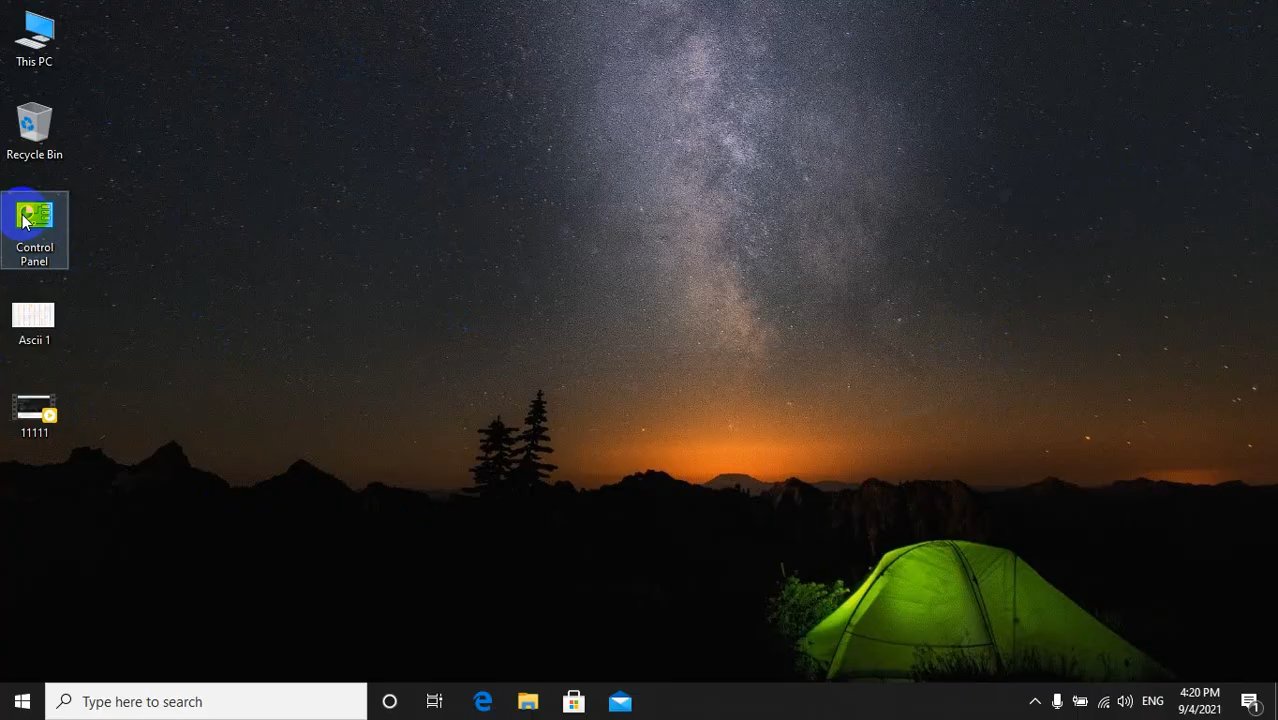 This PC
Recycle Bin
Control
Panel
Ascii 1
11111
Type here to search
ENG
4:20 PM
9/4/2021
1